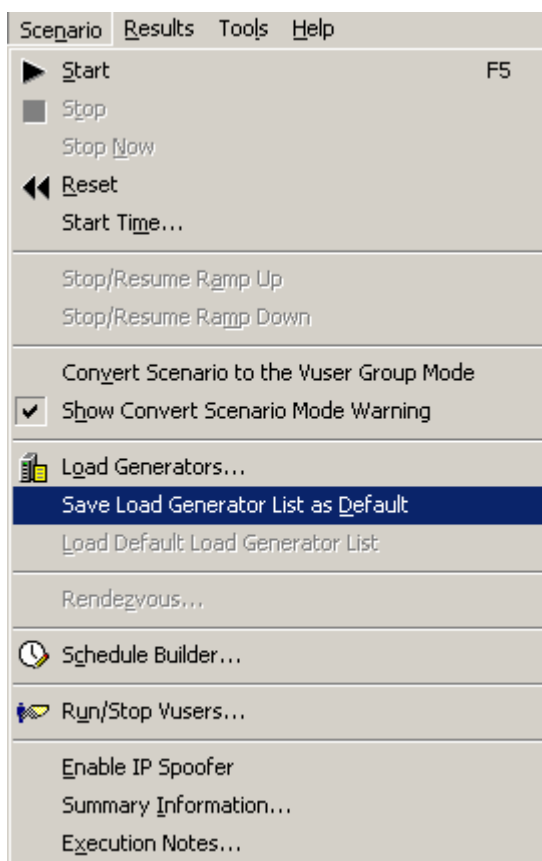 Scenario Results Tools Help
Start F5
Stop
Stop Now
Reset
Start Time...
Stop/Resume Ramp Up
Stop/Resume Ramp Down
Convert Scenario to the Vuser Group Mode
Show Convert Scenario Mode Warning
Load Generators...
Save Load Generator List as Default
Load Default Load Generator List
Rendezvous...
Schedule Builder...
Run/Stop Vusers...
Enable IP Spoofer
Summary Information...
Execution Notes...